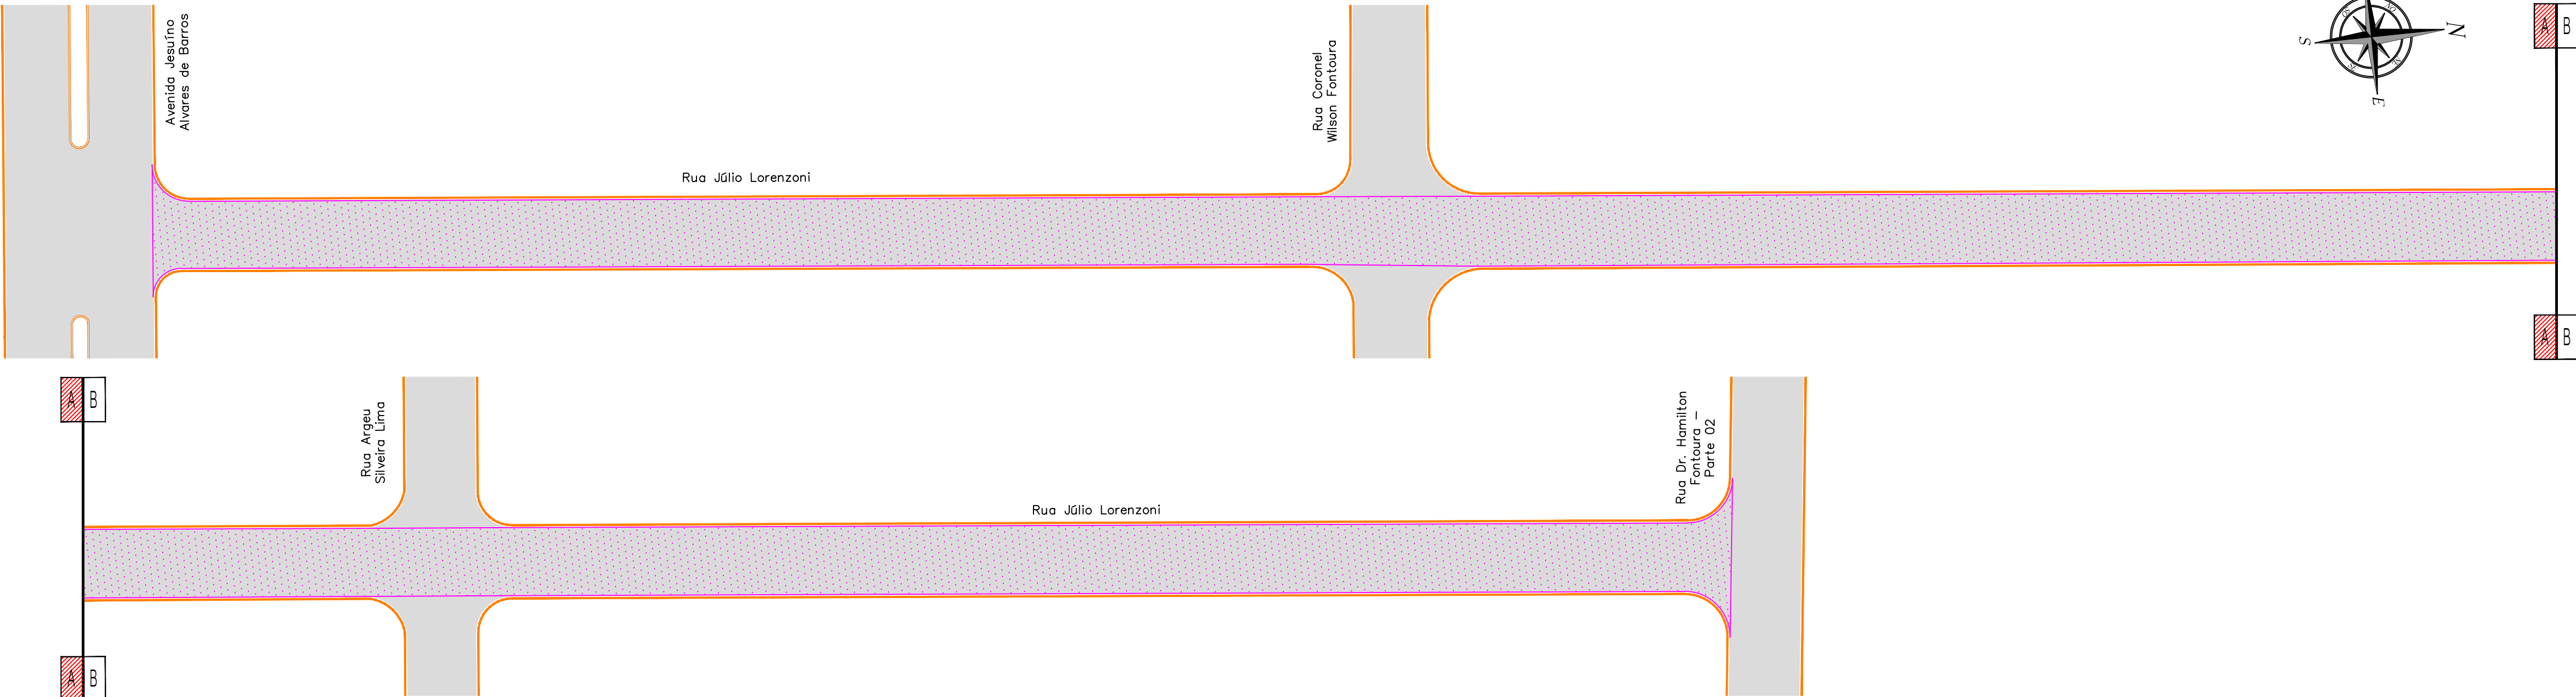 Avenida Jesuíno
Alvares de Barros
Rua Júlio Lorenzoni
Rua Coronel
Wilson Fontoura
S
N
E
A B
A B
A B
Rua Argeu
Silveira Lima
Rua Júlio Lorenzoni
Rua Dr. Hamilton
Fontoura –
Parte 02
A B